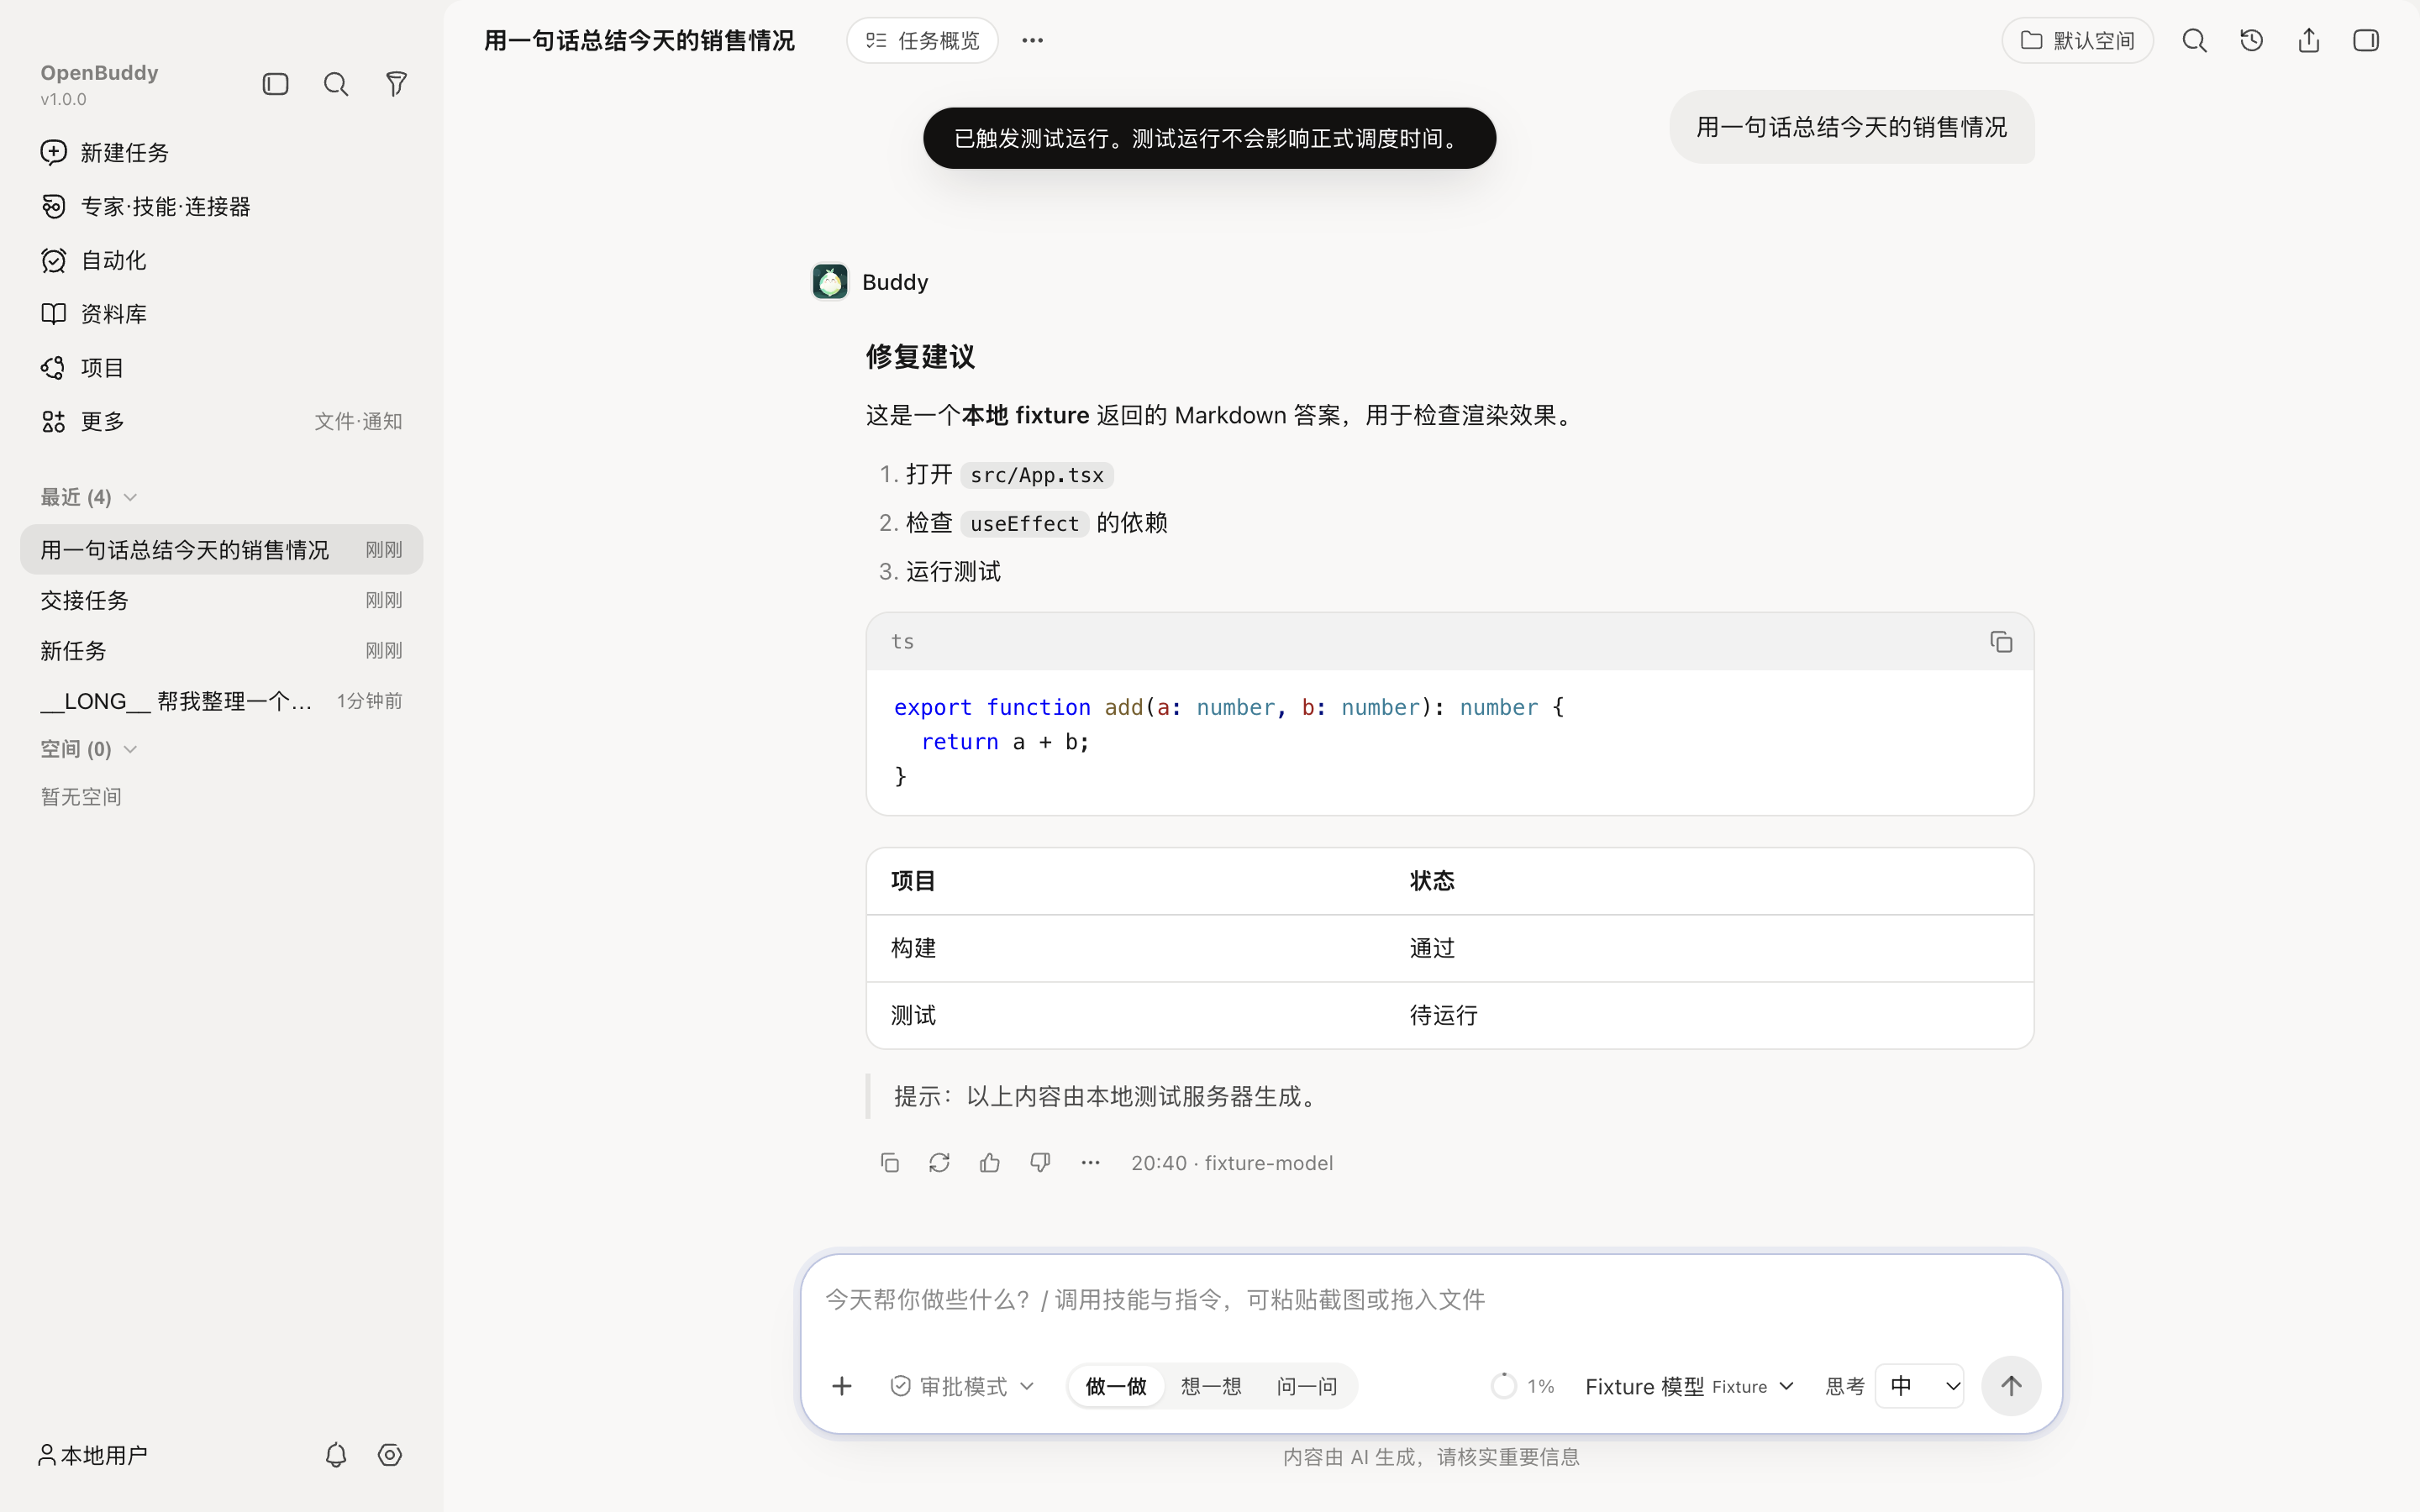 OpenBuddy
v1.0.0
新建任务
专家·技能·连接器
自动化
资料库
项目
更多 文件·通知
最近 (4)
用一句话总结今天的销售情况 刚刚
交接任务 刚刚
新任务 刚刚
__LONG__ 帮我整理一个… 1分钟前
空间 (0)
暂无空间
本地用户
用一句话总结今天的销售情况 任务概览 默认空间
已触发测试运行。测试运行不会影响正式调度时间。
用一句话总结今天的销售情况
Buddy
修复建议
这是一个本地 fixture 返回的 Markdown 答案，用于检查渲染效果。
1. 打开 src/App.tsx
2. 检查 useEffect 的依赖
3. 运行测试
ts
export function add(a: number, b: number): number {
return a + b;
}
项目 状态
构建 通过
测试 待运行
提示：以上内容由本地测试服务器生成。
20:40 · fixture-model
今天帮你做些什么？/ 调用技能与指令，可粘贴截图或拖入文件
审批模式 做一做 想一想 问一问 1% Fixture 模型 Fixture 思考 中
内容由 AI 生成，请核实重要信息